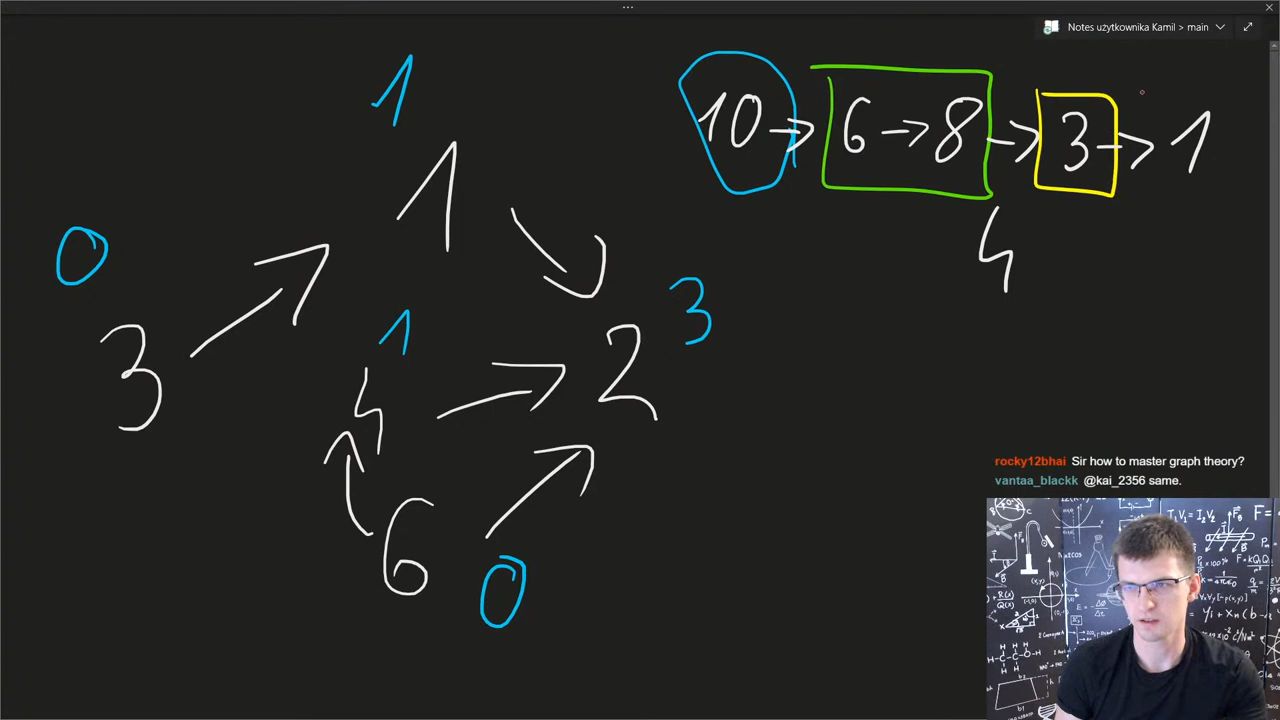 Notes użytkownika Kamil > main
1
10 → 6 → 8 → 3 → 1
1
4
0
3
1
3
4
2
6
0
rocky12bhai Sir how to master graph theory?
vantaa_blackk @kai_2356 same.